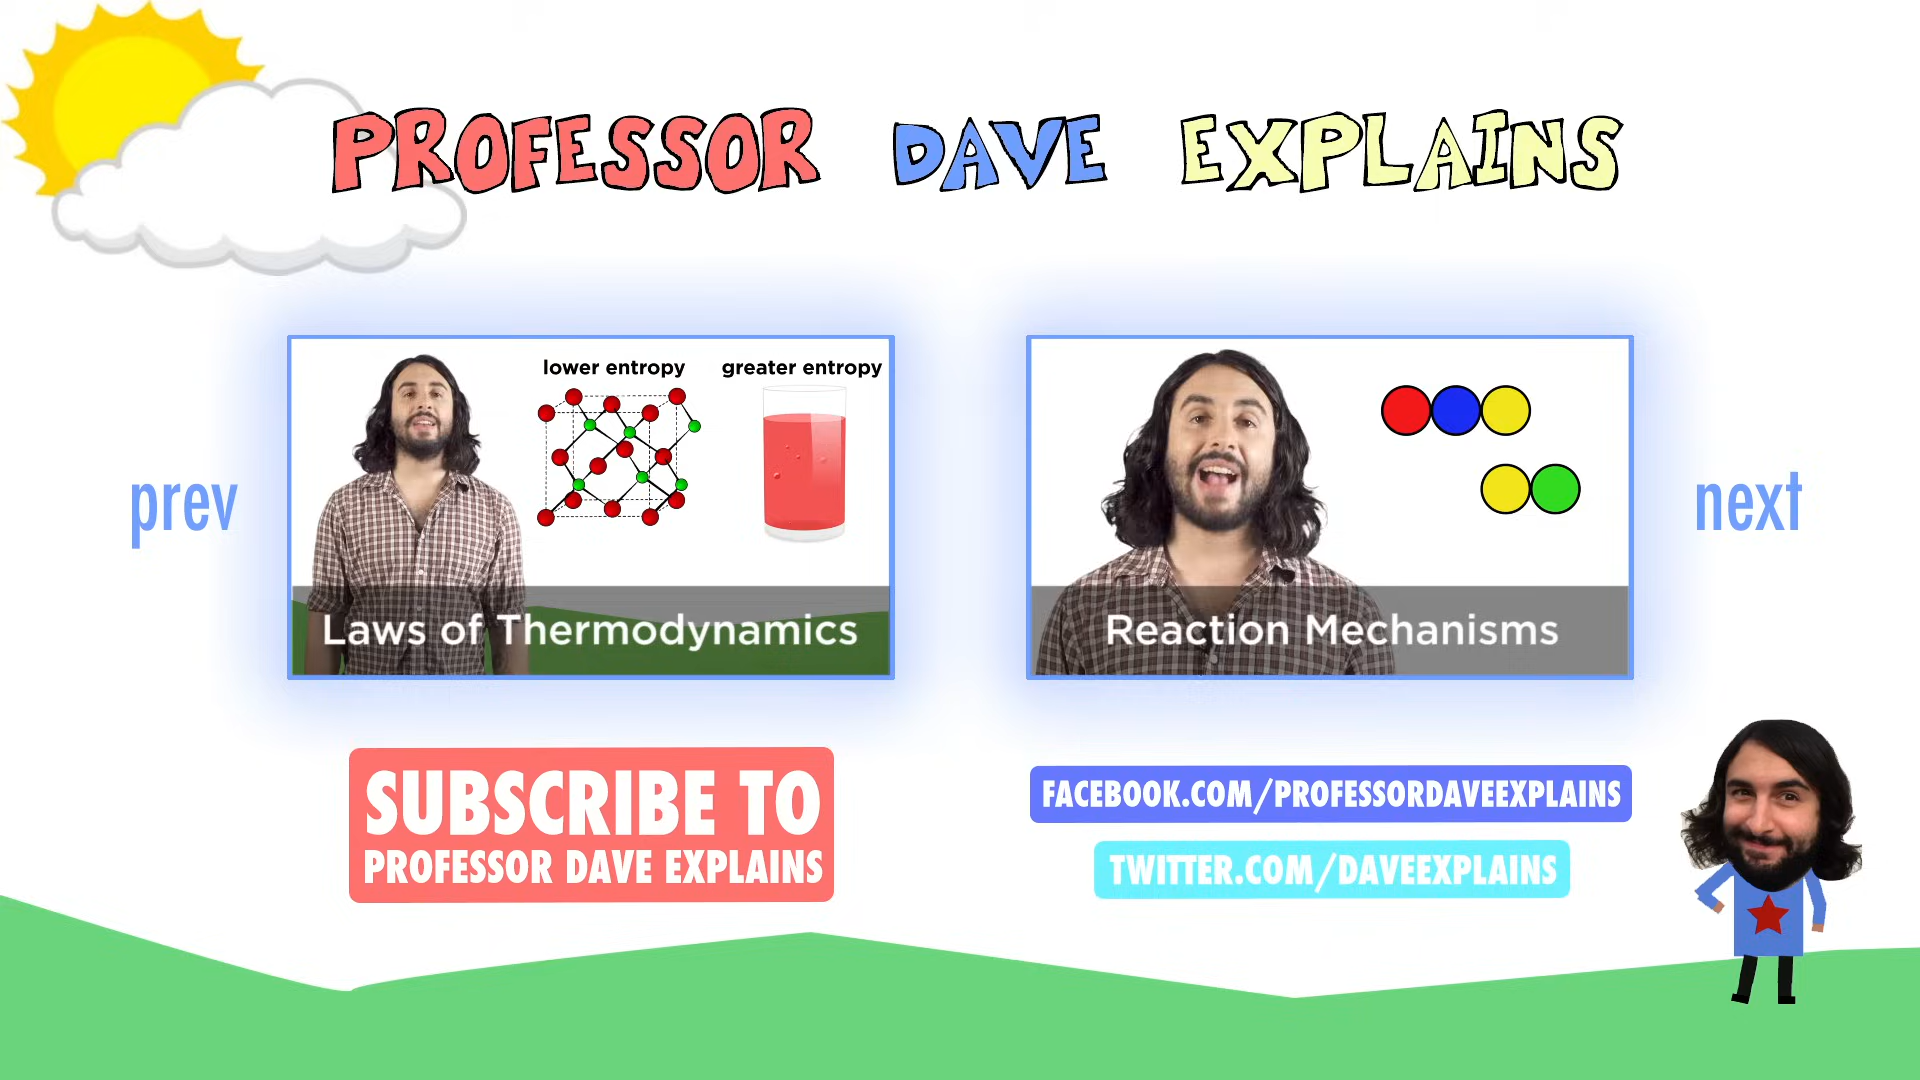 PROFESSOR DAVE EXPLAINS
prev
lower entropy greater entropy
Laws of Thermodynamics
Reaction Mechanisms
next
SUBSCRIBE TO
PROFESSOR DAVE EXPLAINS
FACEBOOK.COM/PROFESSORDAVEEXPLAINS
TWITTER.COM/DAVEEXPLAINS